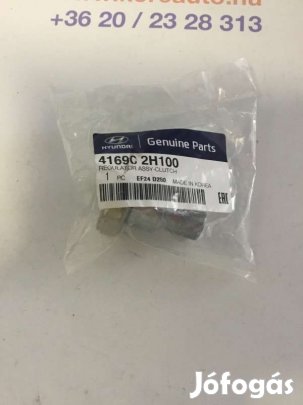 +36 20 / 23 28 313
HYUNDAI
Genuine Parts
4169C 2H100
REGULATOR ASSY-CLUTCH
1 PC EF24 D250 MADE IN KOREA
EAC
Jófogás